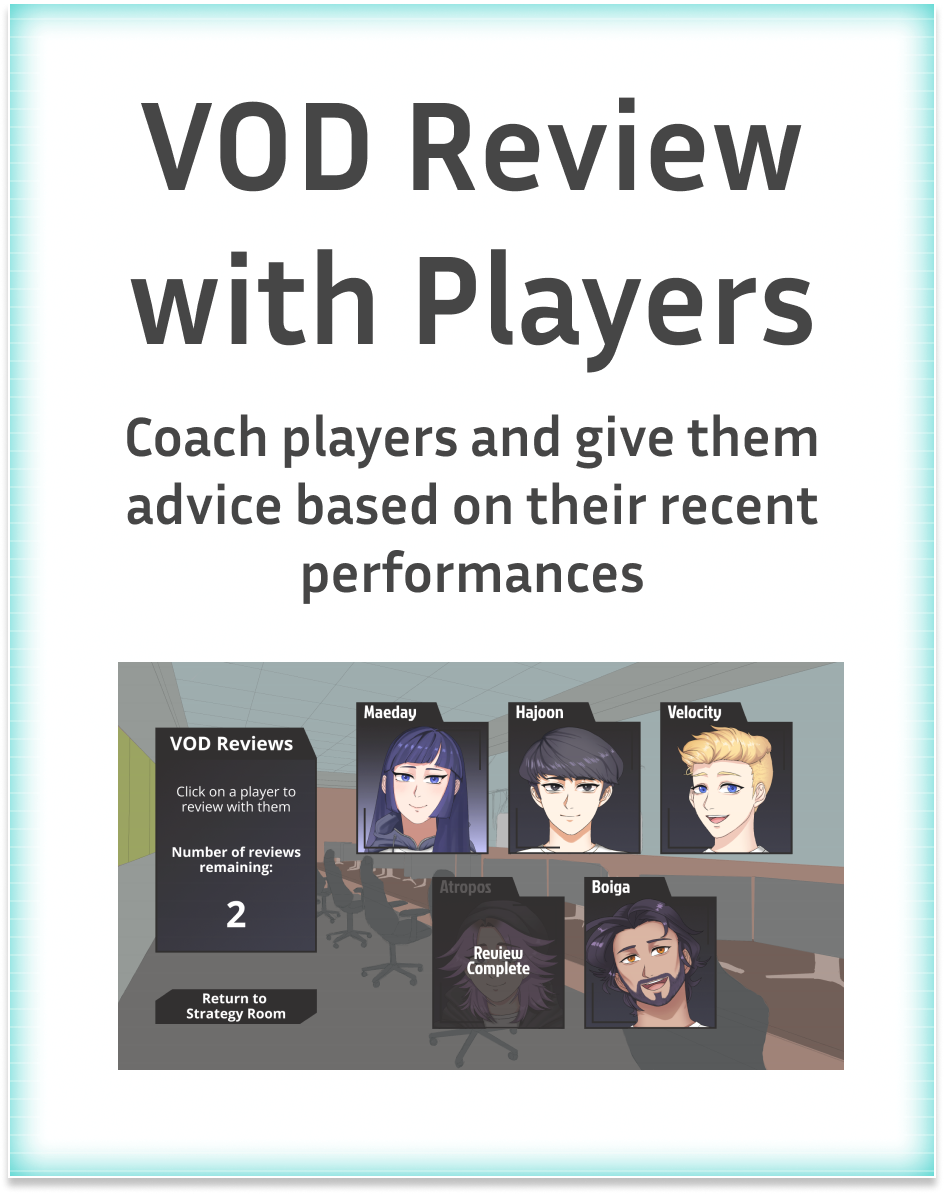 VOD Review
with Players
Coach players and give them
advice based on their recent
performances
VOD Reviews
Click on a player to
review with them
Number of reviews
remaining:
2
Return to
Strategy Room
Maeday
Hajoon
Velocity
Atropos
Review
Complete
Boiga